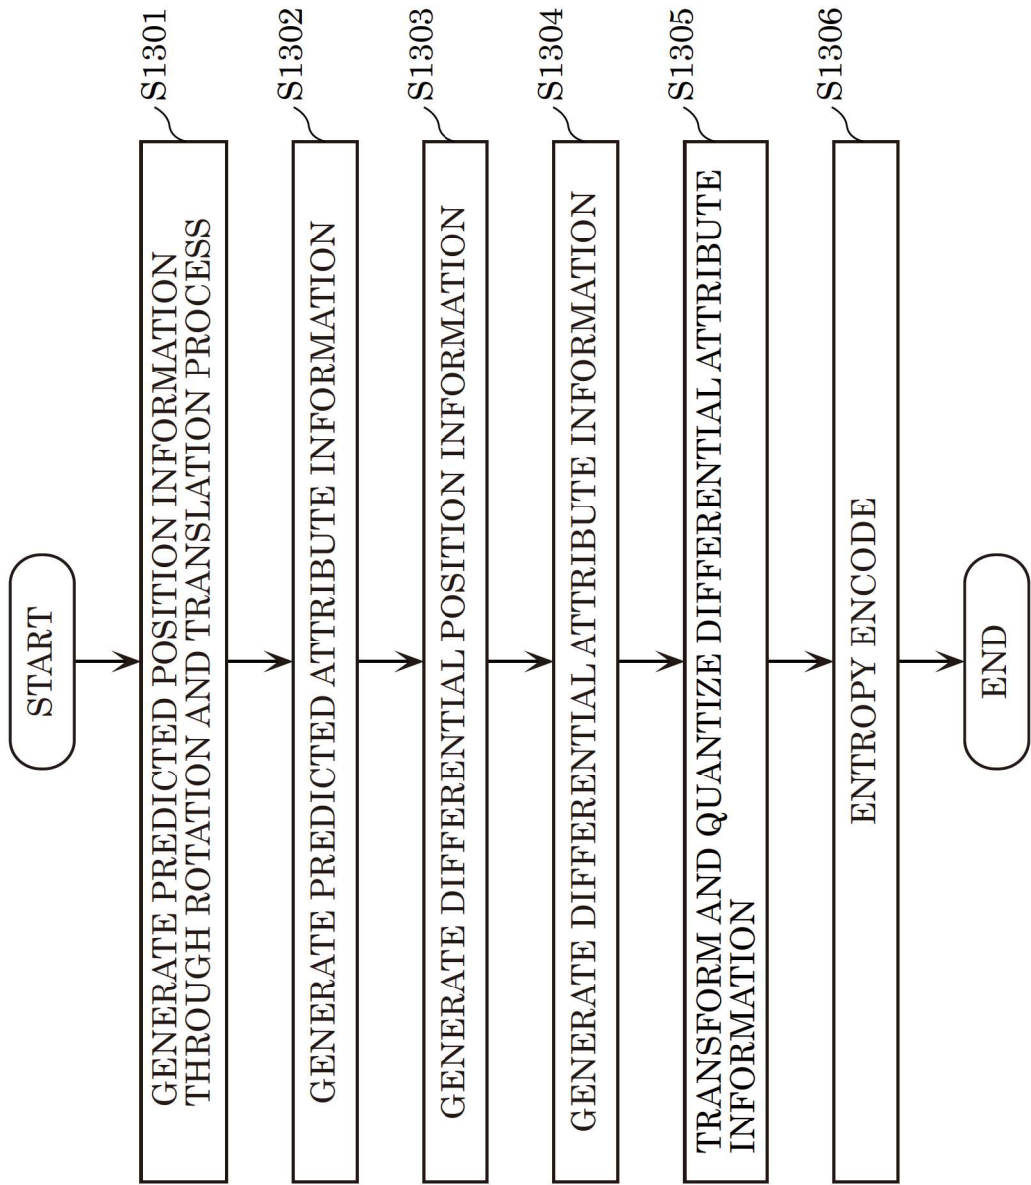 START
S1301
GENERATE PREDICTED POSITION INFORMATION
THROUGH ROTATION AND TRANSLATION PROCESS
S1302
GENERATE PREDICTED ATTRIBUTE INFORMATION
S1303
GENERATE DIFFERENTIAL POSITION INFORMATION
S1304
GENERATE DIFFERENTIAL ATTRIBUTE INFORMATION
S1305
TRANSFORM AND QUANTIZE DIFFERENTIAL ATTRIBUTE
INFORMATION
S1306
ENTROPY ENCODE
END